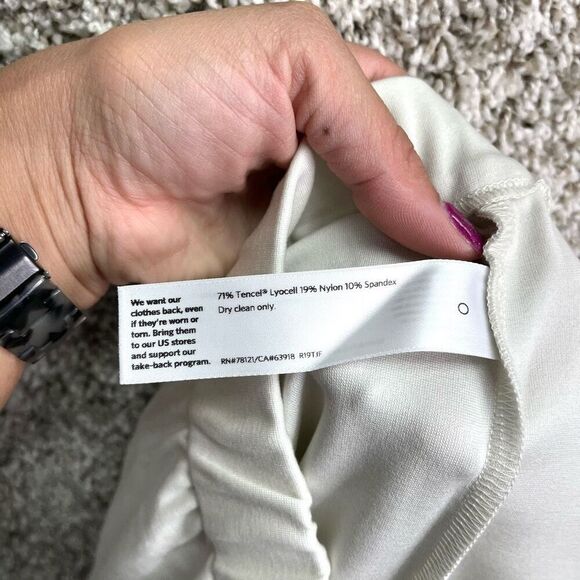 We want our
clothes back, even
if they're worn or
torn. Bring them
to our US stores
and support our
take-back program.
71% Tencel® Lyocell 19% Nylon 10% Spandex
Dry clean only.
RN#78121/CA#63918 R19TJF